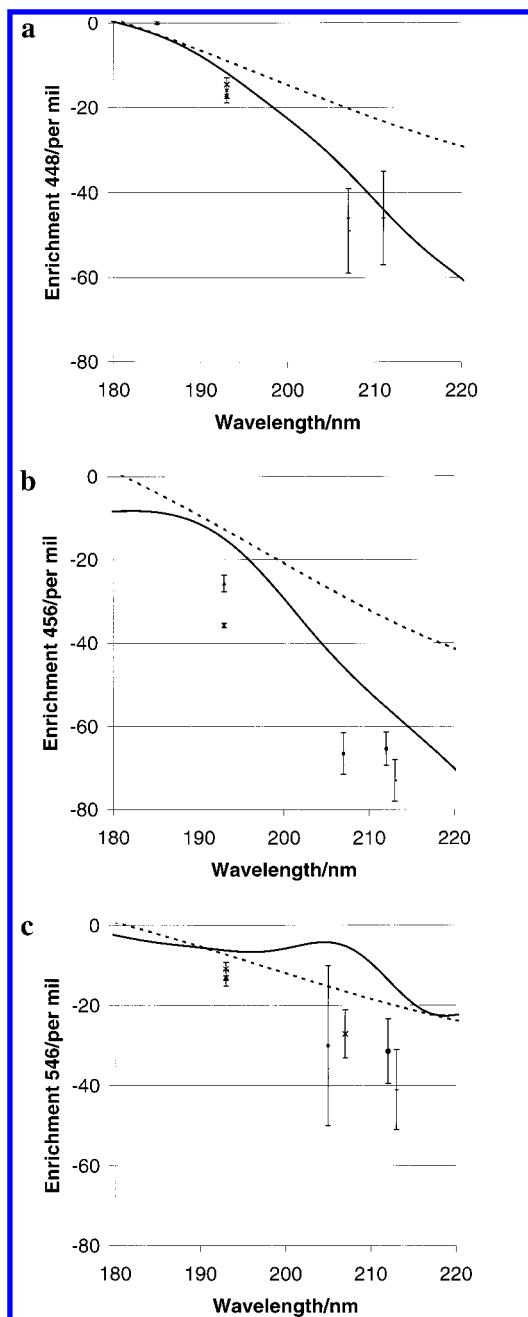 a
Enrichment 448/per mil
0
-20
-40
-60
-80
180 190 200 210 220
Wavelength/nm
b
Enrichment 456/per mil
0
-20
-40
-60
-80
180 190 200 210 220
Wavelength/nm
c
Enrichment 546/per mil
0
-20
-40
-60
-80
180 190 200 210 220
Wavelength/nm